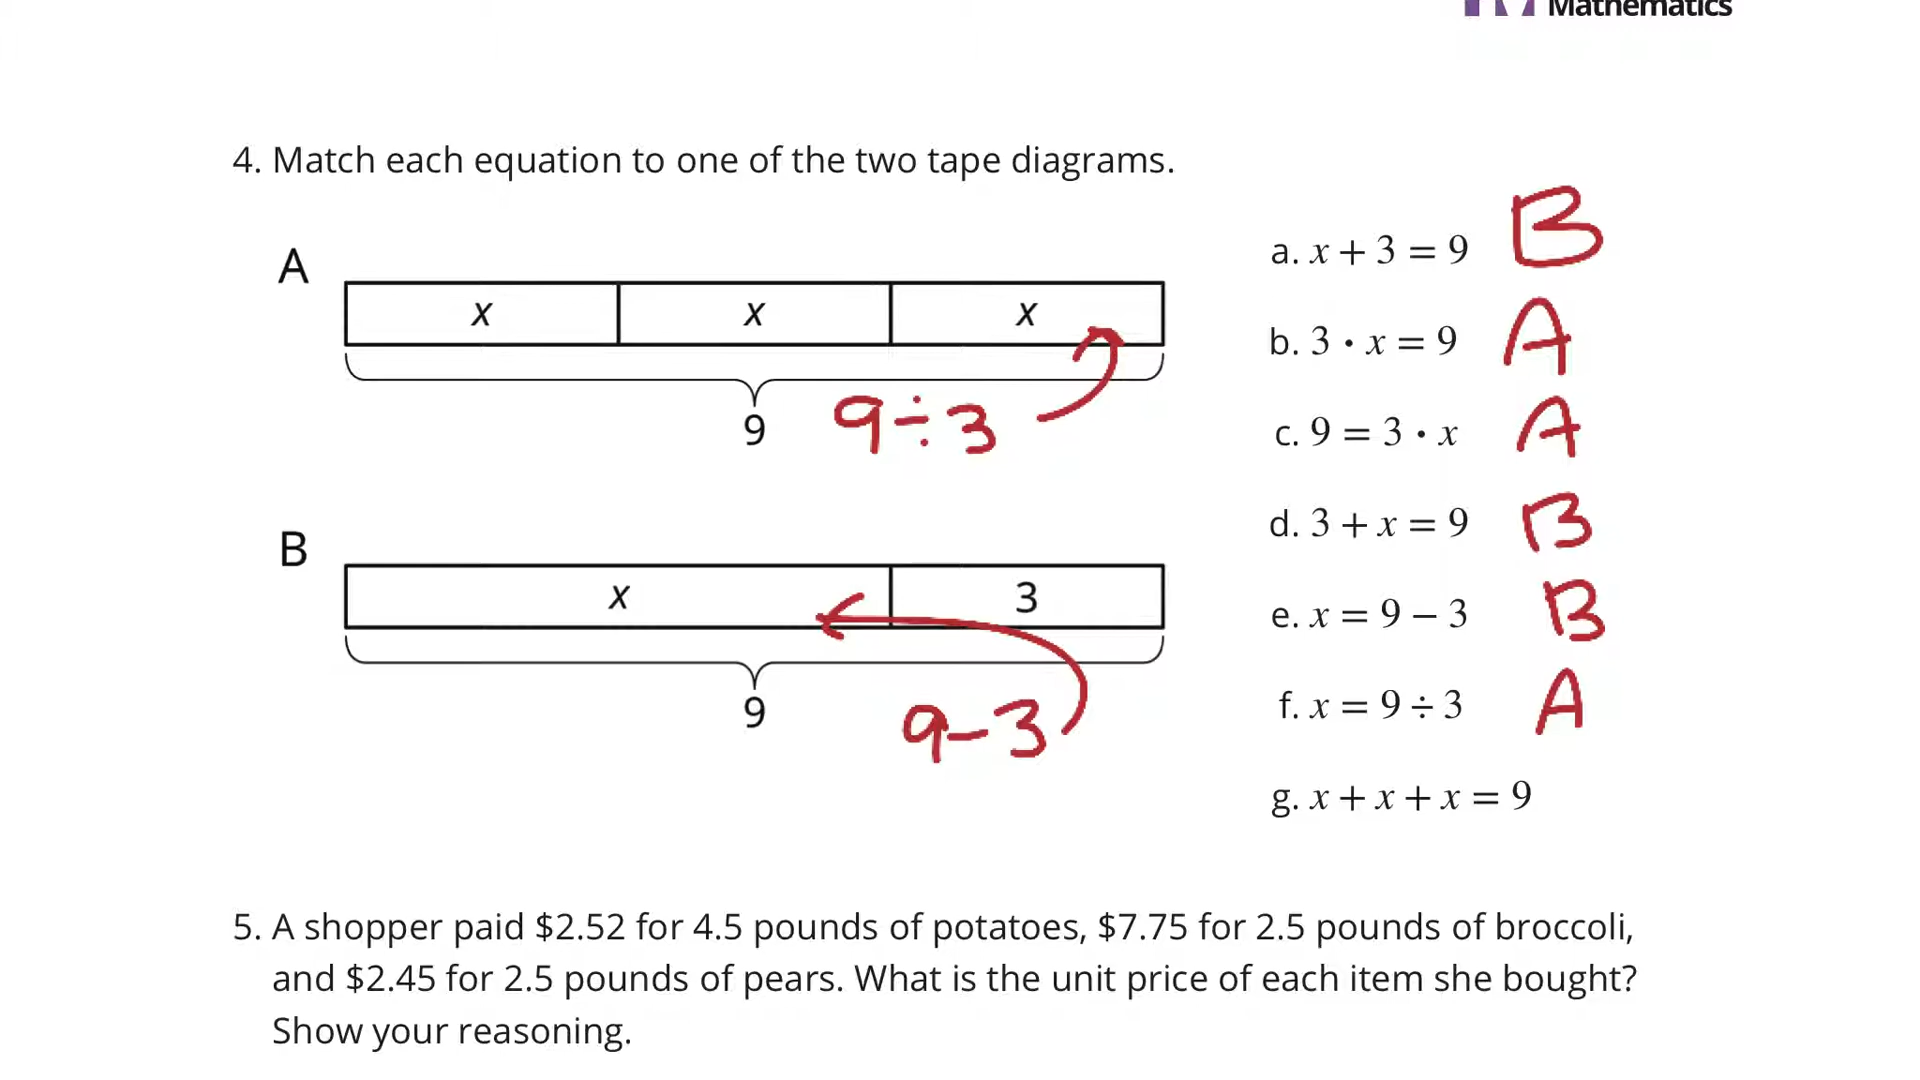 Mathematics
4. Match each equation to one of the two tape diagrams.
A
x x x
9 9÷3
B
x 3
9 9-3
a. x + 3 = 9 B
b. 3 · x = 9 A
c. 9 = 3 · x A
d. 3 + x = 9 B
e. x = 9 − 3 B
f. x = 9 ÷ 3 A
g. x + x + x = 9
5. A shopper paid $2.52 for 4.5 pounds of potatoes, $7.75 for 2.5 pounds of broccoli,
and $2.45 for 2.5 pounds of pears. What is the unit price of each item she bought?
Show your reasoning.